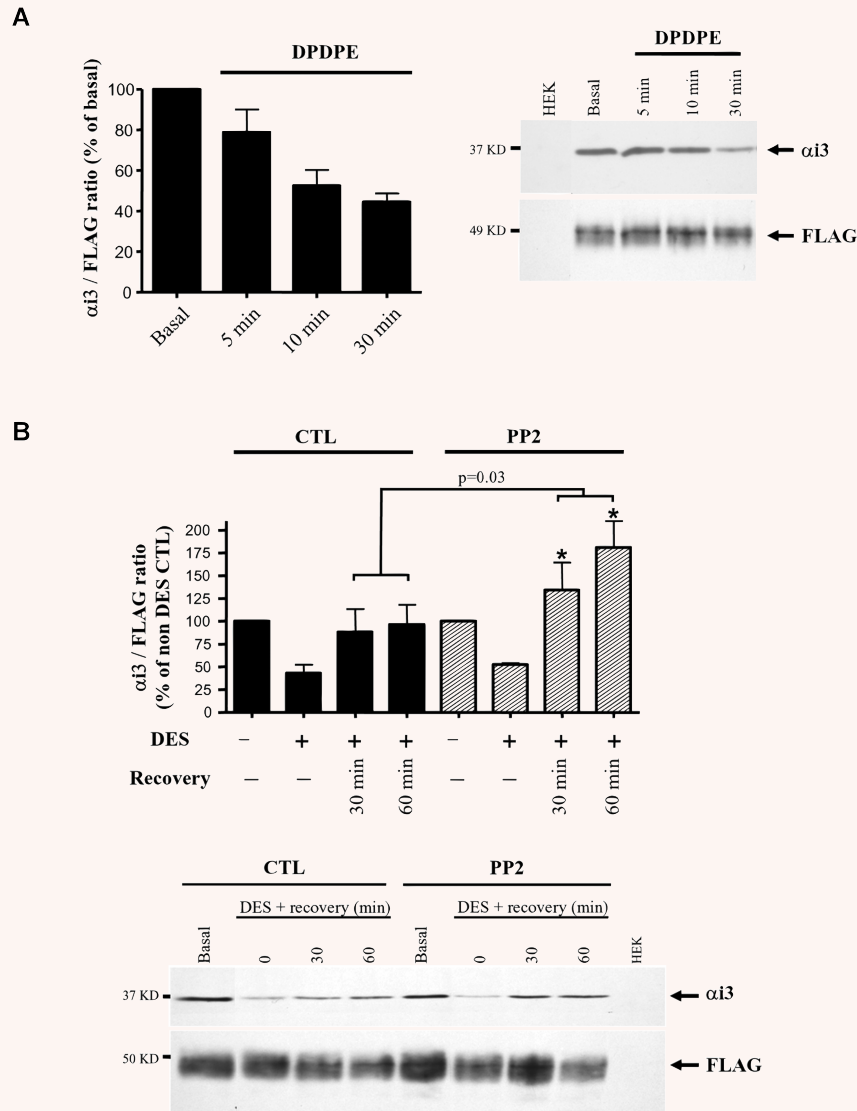 A
DPDPE
αi3 / FLAG ratio (% of basal)
100
80
60
40
20
0
Basal
5 min
10 min
30 min
DPDPE
HEK
Basal
5 min
10 min
30 min
37 KD
αi3
49 KD
FLAG
B
CTL
PP2
p=0.03
αi3 / FLAG ratio
(% of non DES CTL)
200
175
150
125
100
75
50
25
0
*
*
DES
– + + + – + + +
Recovery
– – 30 min 60 min – – 30 min 60 min
CTL
PP2
DES + recovery (min)
DES + recovery (min)
Basal
0
30
60
Basal
0
30
60
HEK
37 KD
αi3
50 KD
FLAG